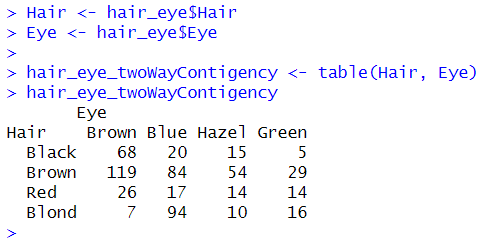 > Hair <- hair_eye$Hair
> Eye <- hair_eye$Eye
>
> hair_eye_twoWayContigency <- table(Hair, Eye)
> hair_eye_twoWayContigency
       Eye
Hair    Brown Blue Hazel Green
  Black    68   20    15     5
  Brown   119   84    54    29
  Red      26   17    14    14
  Blond     7   94    10    16
>